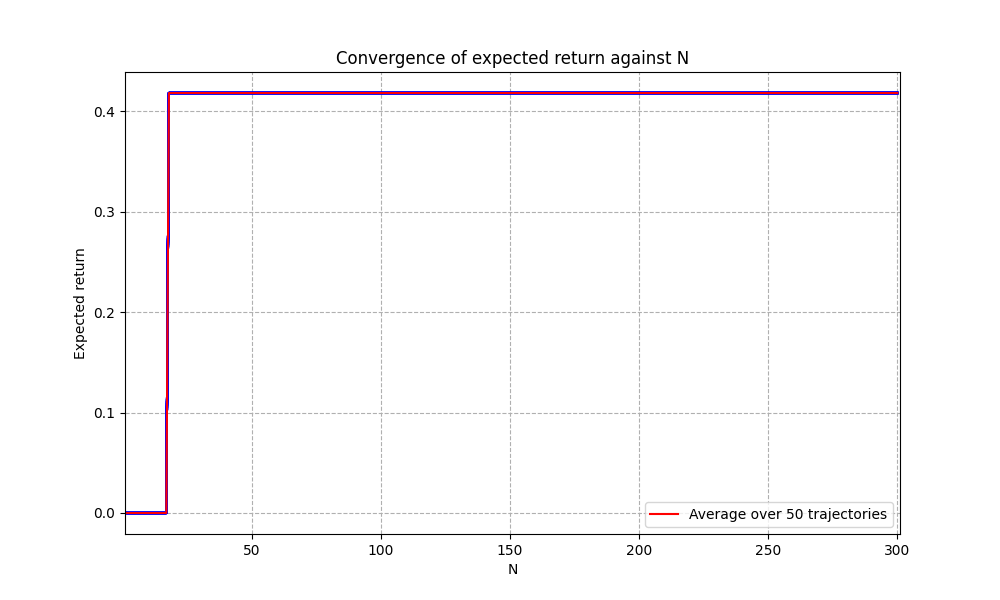 Convergence of expected return against N
Expected return
0.4
0.3
0.2
0.1
0.0
Average over 50 trajectories
50
100
150
200
250
300
N